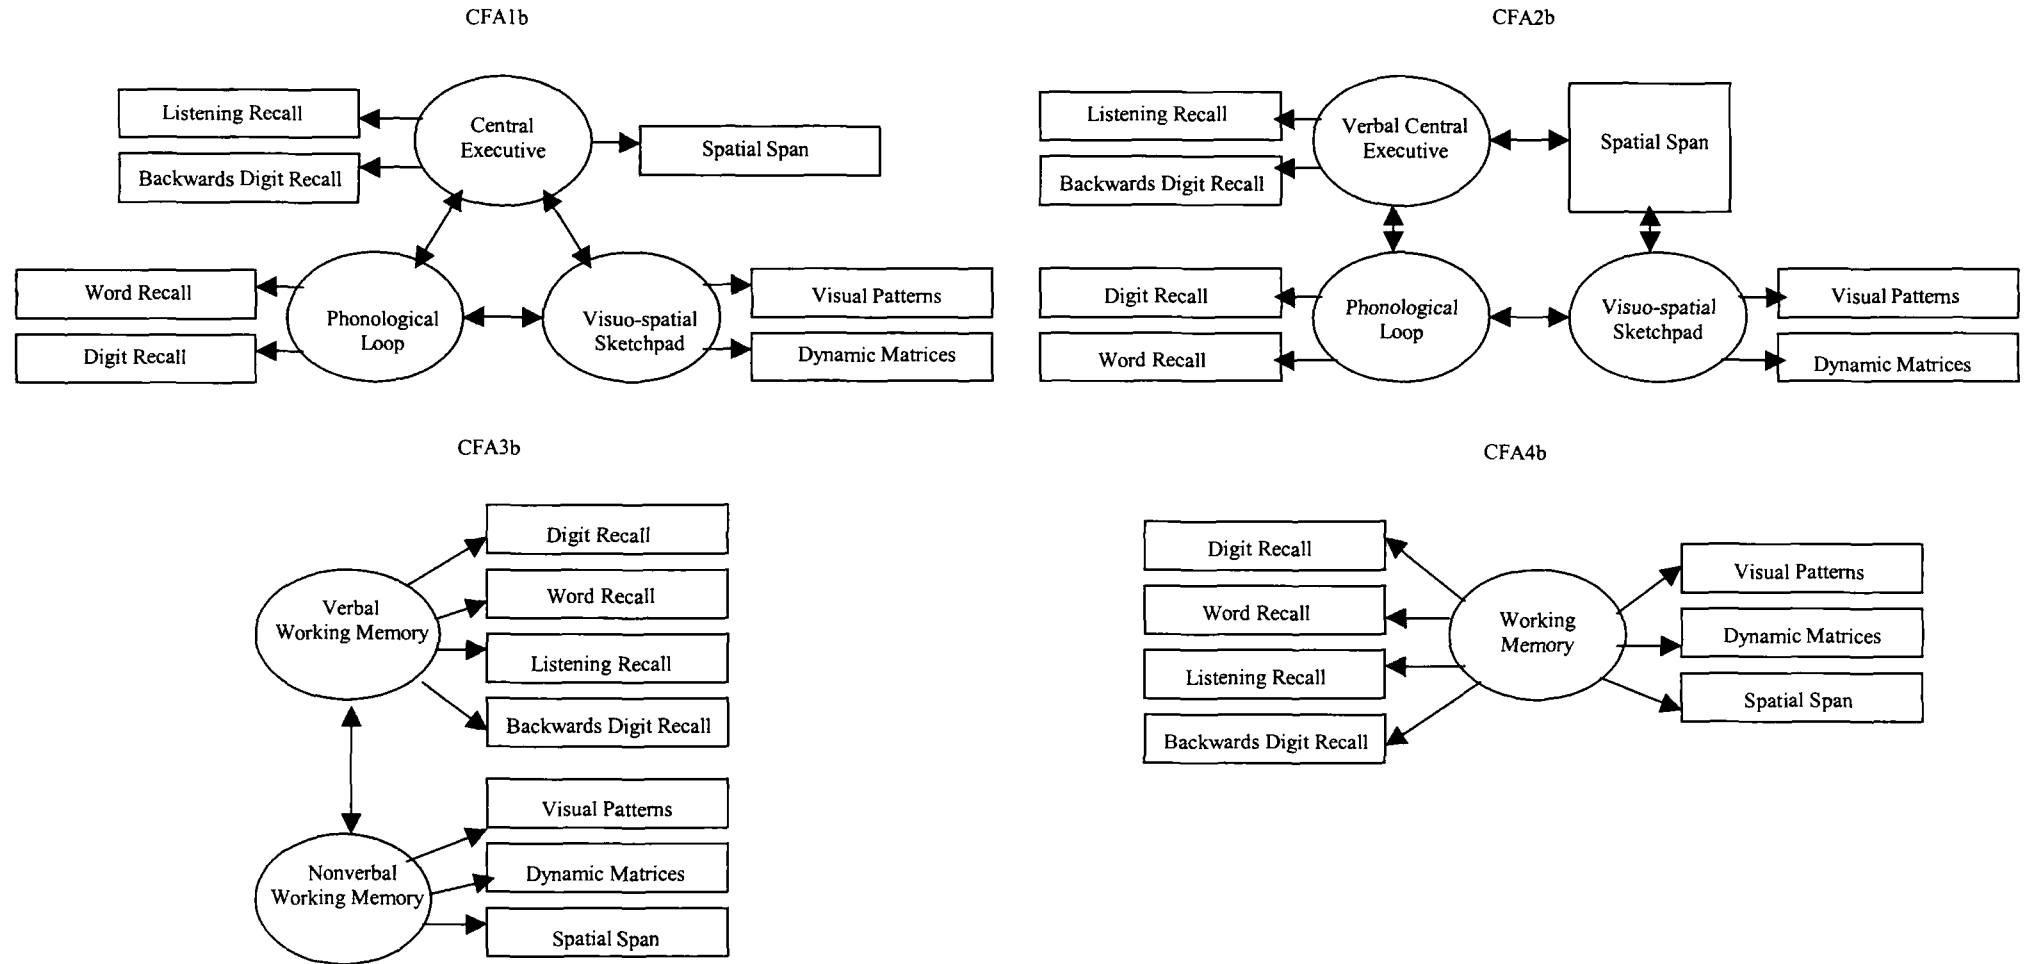 CFA1b
Listening Recall
Backwards Digit Recall
Central
Executive
Spatial Span
Word Recall
Digit Recall
Phonological
Loop
Visuo-spatial
Sketchpad
Visual Patterns
Dynamic Matrices
CFA2b
Listening Recall
Backwards Digit Recall
Verbal Central
Executive
Spatial Span
Digit Recall
Word Recall
Phonological
Loop
Visuo-spatial
Sketchpad
Visual Patterns
Dynamic Matrices
CFA3b
Verbal
Working Memory
Digit Recall
Word Recall
Listening Recall
Backwards Digit Recall
Nonverbal
Working Memory
Visual Patterns
Dynamic Matrices
Spatial Span
CFA4b
Digit Recall
Word Recall
Listening Recall
Backwards Digit Recall
Working
Memory
Visual Patterns
Dynamic Matrices
Spatial Span